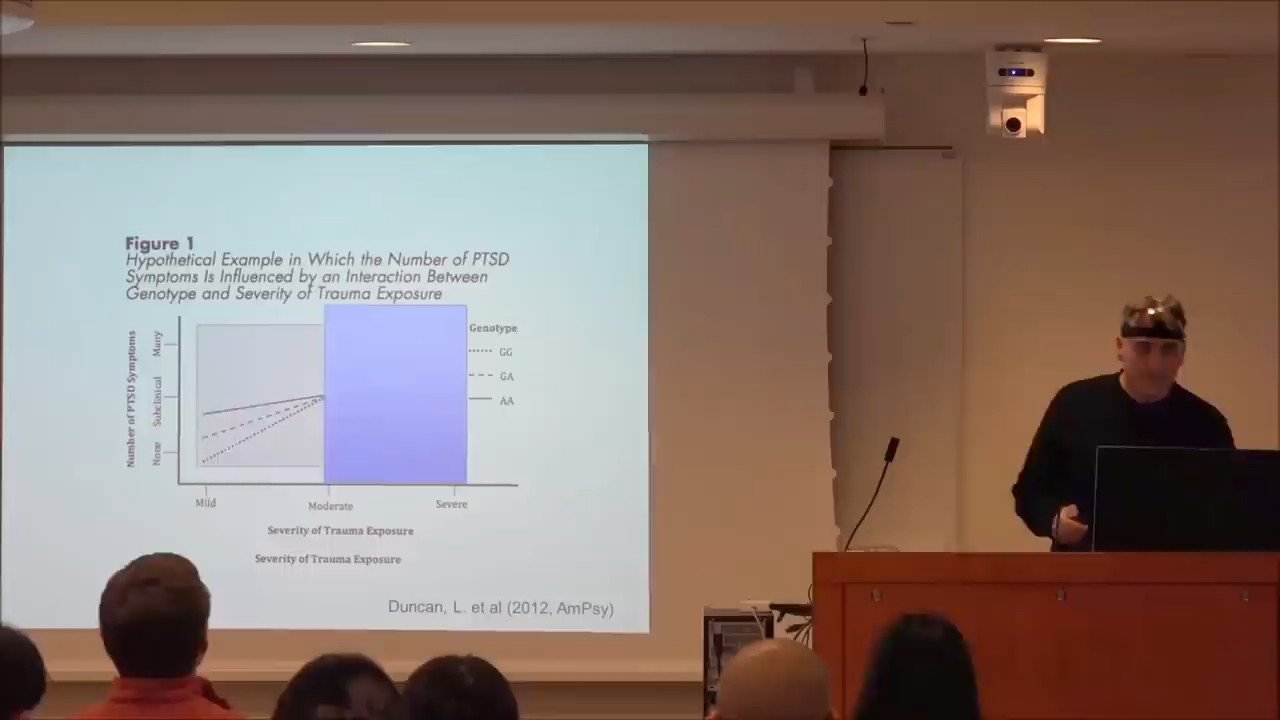 Figure 1
Hypothetical Example in Which the Number of PTSD
Symptoms Is Influenced by an Interaction Between
Genotype and Severity of Trauma Exposure
Number of PTSD Symptoms
Many
Subclinical
None
Genotype
GG
GA
AA
Mild
Moderate
Severe
Severity of Trauma Exposure
Severity of Trauma Exposure
Duncan, L. et al (2012, AmPsy)